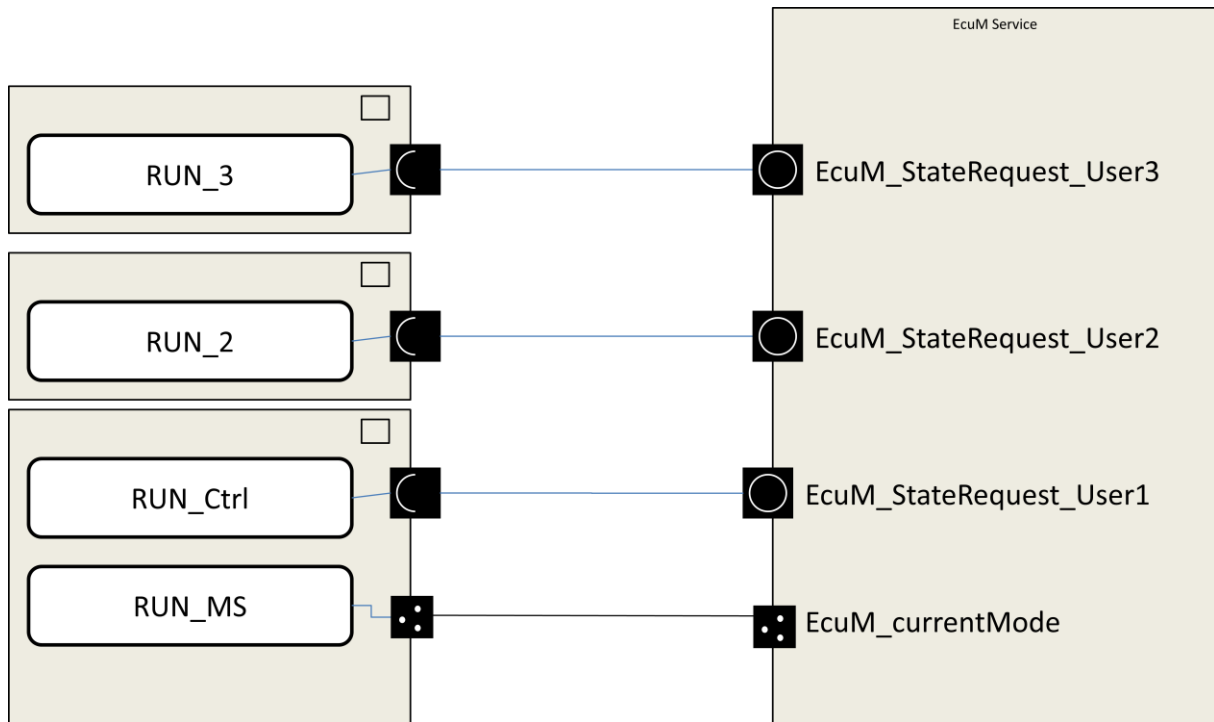 EcuM Service
RUN_3
EcuM_StateRequest_User3
RUN_2
EcuM_StateRequest_User2
RUN_Ctrl
EcuM_StateRequest_User1
RUN_MS
EcuM_currentMode